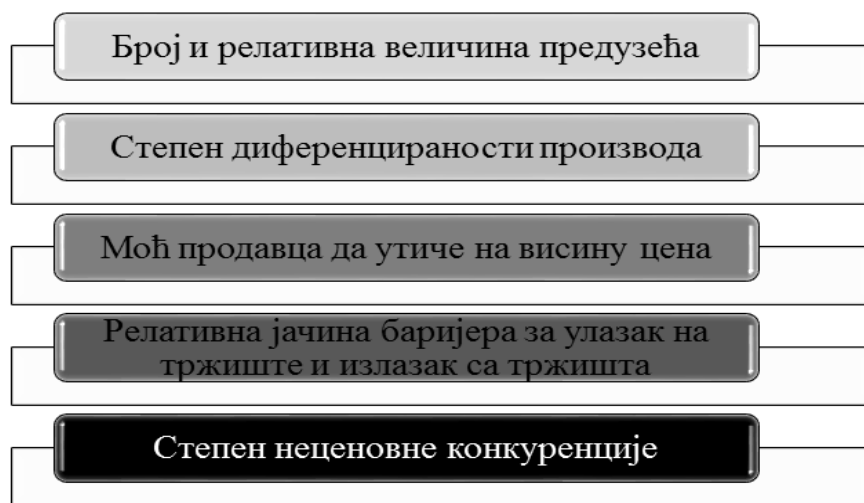 Број и релативна величина предузећа
Степен диференцираности производа
Моћ продавца да утиче на висину цена
Релативна јачина баријера за улазак на
тржиште и излазак са тржишта
Степен неценовне конкуренције